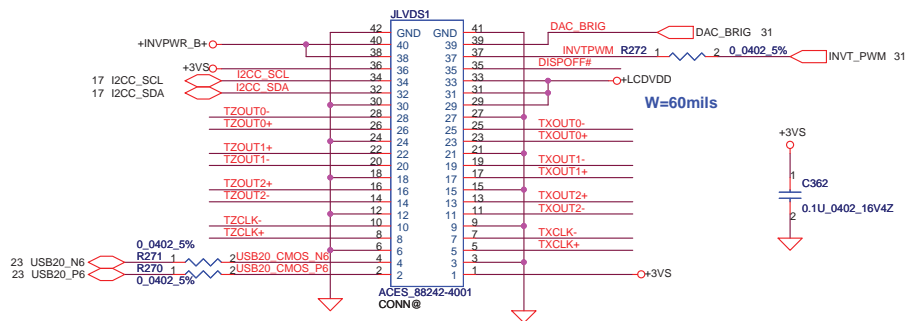 JLVDS1
42 GND GND 41
+INVPWR_B+ 40 39 DAC_BRIG DAC_BRIG 31
38 37 INVTPWM R272 1 2 0_0402_5% INVT_PWM 31
+3VS 36 35 DISPOFF#
17 I2CC_SCL I2CC_SCL 34 33 +LCDVDD
17 I2CC_SDA I2CC_SDA 32 31
30 29 W=60mils
TZOUT0- 28 27
TZOUT0+ 26 25 TXOUT0-
24 23 TXOUT0+
TZOUT1+ 22 21
TZOUT1- 20 19 TXOUT1-
18 17 TXOUT1+
TZOUT2+ 16 15
TZOUT2- 14 13 TXOUT2+
12 11 TXOUT2-
TZCLK- 10 9
TZCLK+ 8 7 TXCLK-
0_0402_5% 6 5 TXCLK+
23 USB20_N6 R271 1 2 USB20_CMOS_N6 4 3
23 USB20_P6 R270 1 2 USB20_CMOS_P6 2 1 +3VS
0_0402_5%
ACES_88242-4001
CONN@
+3VS
1
C362
0.1U_0402_16V4Z
2